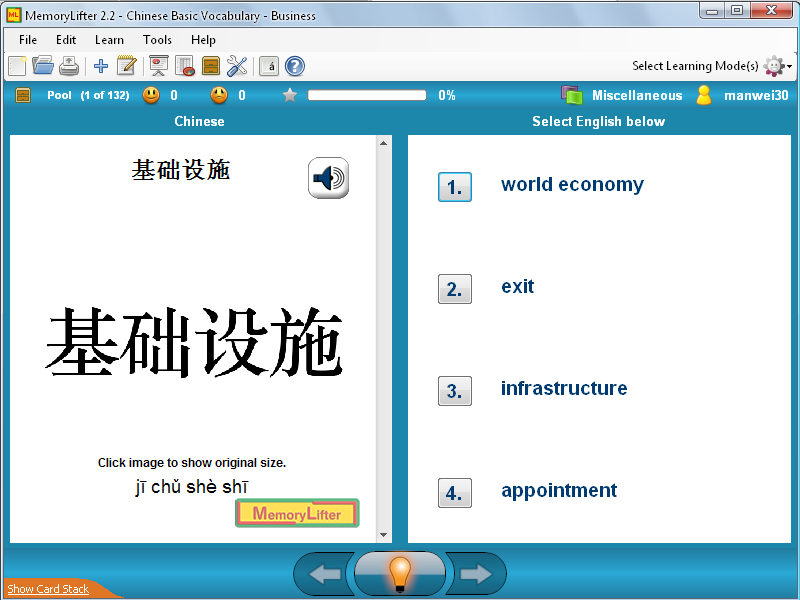 MemoryLifter 2.2 - Chinese Basic Vocabulary - Business
File Edit Learn Tools Help
Select Learning Mode(s)
Pool (1 of 132) 0 0 0% Miscellaneous manwei30
Chinese
Select English below
基础设施
基础设施
Click image to show original size.
jī chǔ shè shī
MemoryLifter
1. world economy
2. exit
3. infrastructure
4. appointment
Show Card Stack